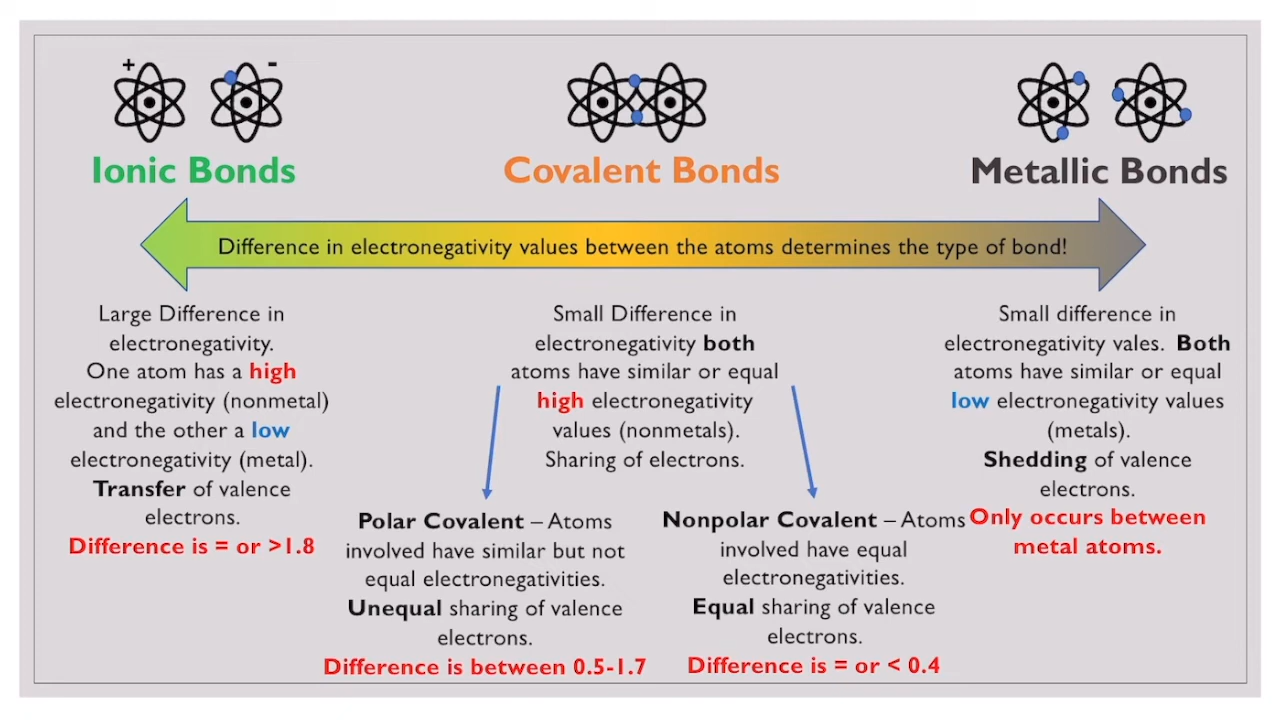 +
-
Ionic Bonds
Covalent Bonds
Metallic Bonds
Difference in electronegativity values between the atoms determines the type of bond!
Large Difference in
electronegativity.
One atom has a high
electronegativity (nonmetal)
and the other a low
electronegativity (metal).
Transfer of valence
electrons.
Difference is = or >1.8
Small Difference in
electronegativity both
atoms have similar or equal
high electronegativity
values (nonmetals).
Sharing of electrons.
Polar Covalent – Atoms
involved have similar but not
equal electronegativities.
Unequal sharing of valence
electrons.
Difference is between 0.5-1.7
Nonpolar Covalent – Atoms
involved have equal
electronegativities.
Equal sharing of valence
electrons.
Difference is = or < 0.4
Small difference in
electronegativity vales. Both
atoms have similar or equal
low electronegativity values
(metals).
Shedding of valence
electrons.
Only occurs between
metal atoms.